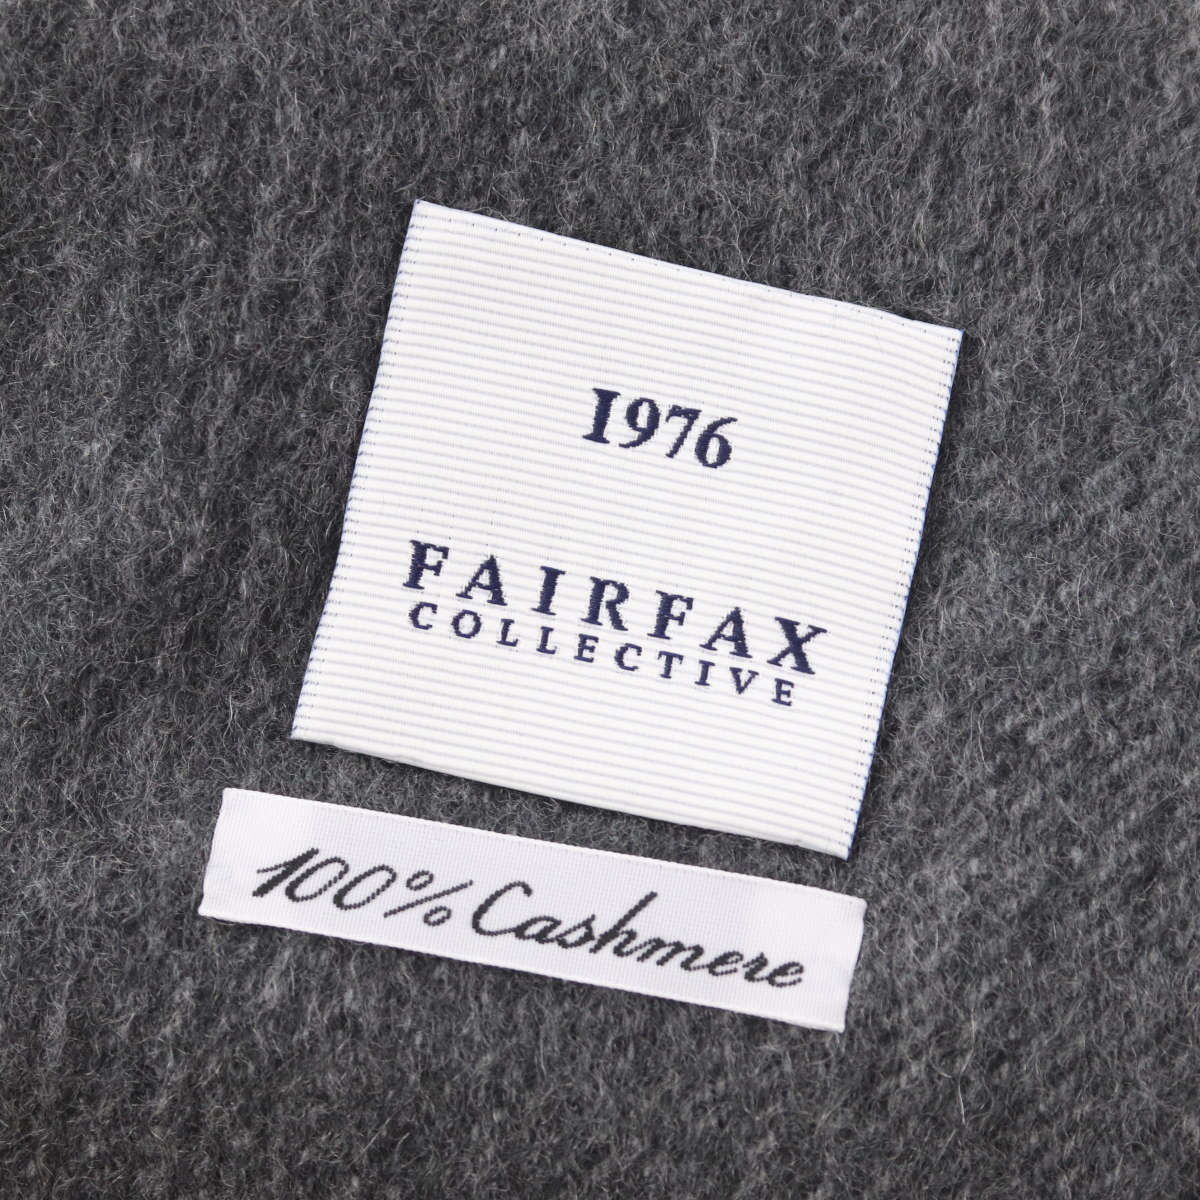 1976
FAIRFAX
COLLECTIVE
100% Cashmere